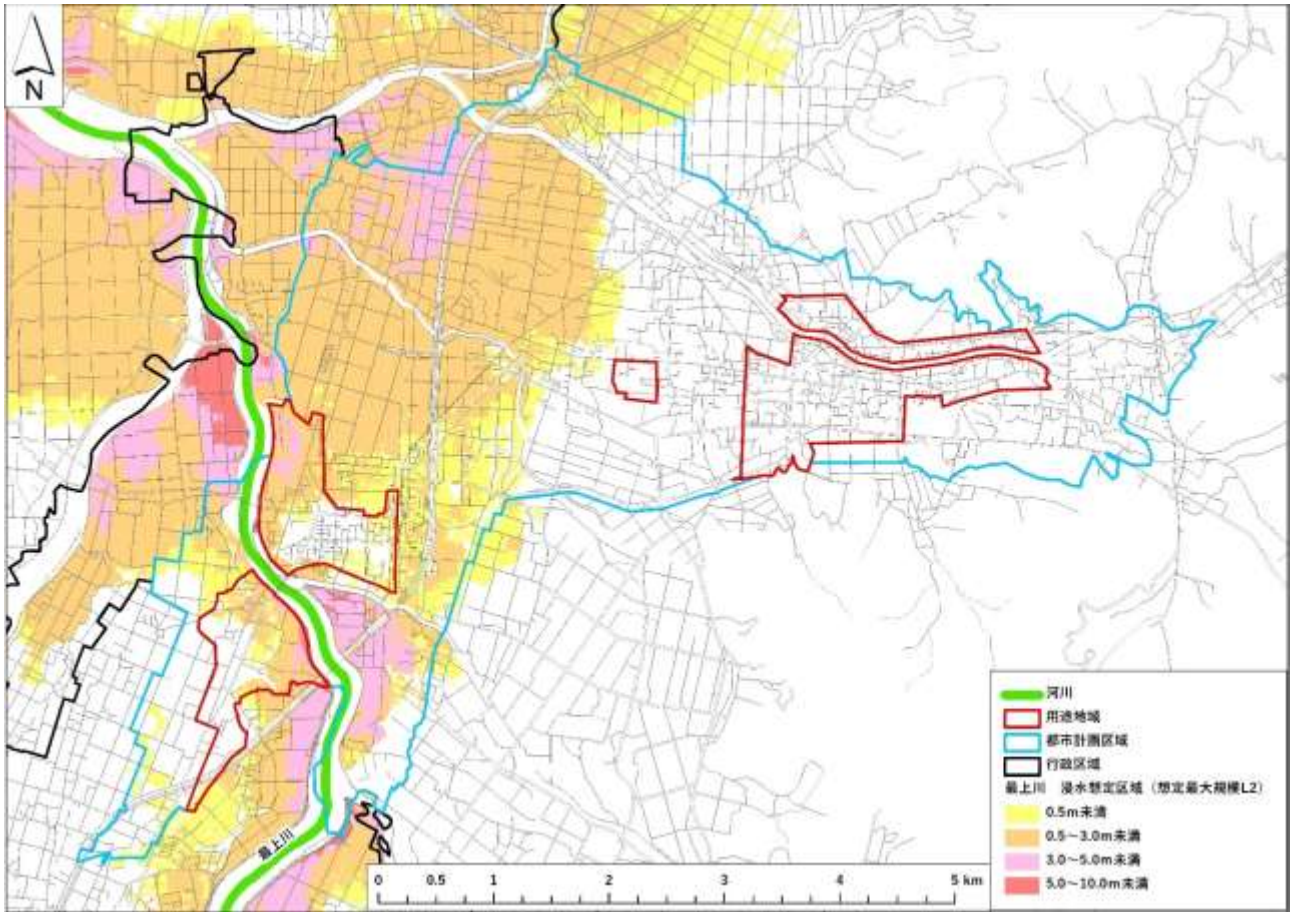 N
最上川
河川
用途地域
都市計画区域
行政区域
最上川 浸水想定区域（想定最大規模L2）
0.5m未満
0.5～3.0m未満
3.0～5.0m未満
5.0～10.0m未満
0 0.5 1 2 3 4 5 km